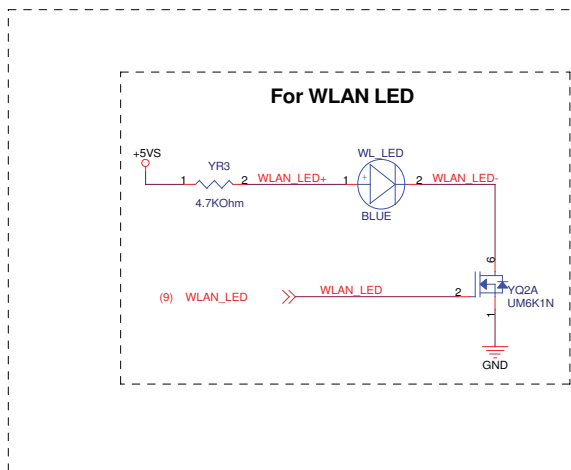 For WLAN LED
+5VS
YR3
WL_LED
1
2
WLAN_LED+
1
+
2
WLAN_LED-
4.7KOhm
BLUE
6
(9) WLAN_LED
WLAN_LED
2
YQ2A
UM6K1N
1
GND